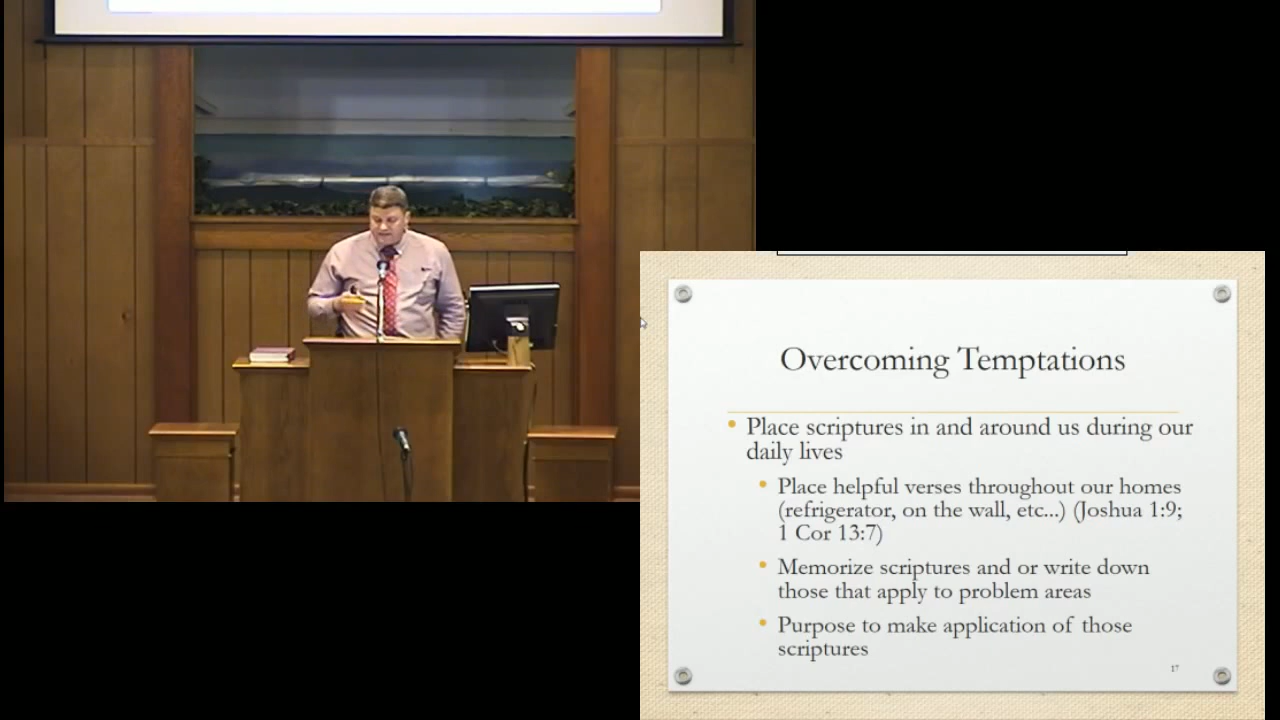 Overcoming Temptations
• Place scriptures in and around us during our
daily lives
• Place helpful verses throughout our homes
(refrigerator, on the wall, etc...) (Joshua 1:9;
1 Cor 13:7)
• Memorize scriptures and or write down
those that apply to problem areas
• Purpose to make application of those
scriptures
17